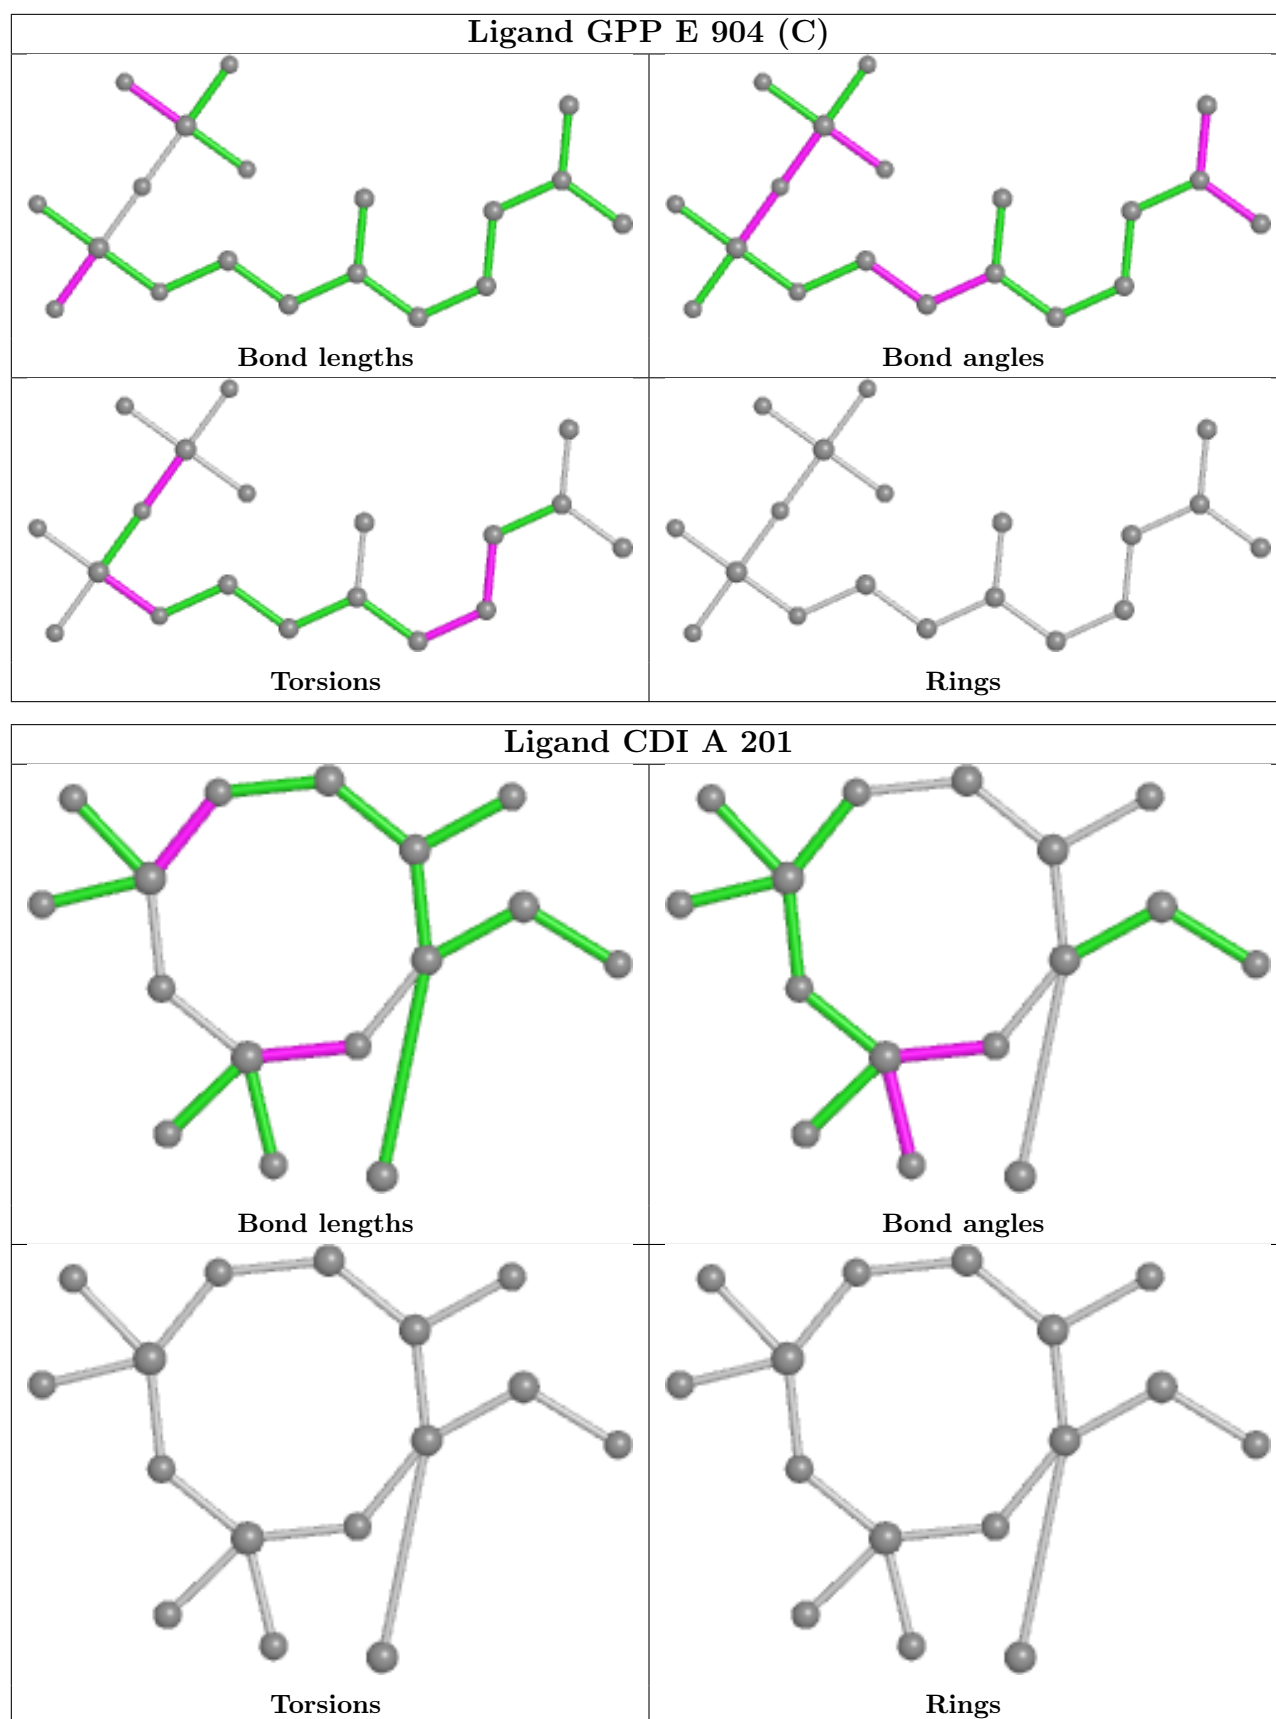 Ligand GPP E 904 (C)
Bond lengths
Bond angles
Torsions
Rings
Ligand CDI A 201
Bond lengths
Bond angles
Torsions
Rings